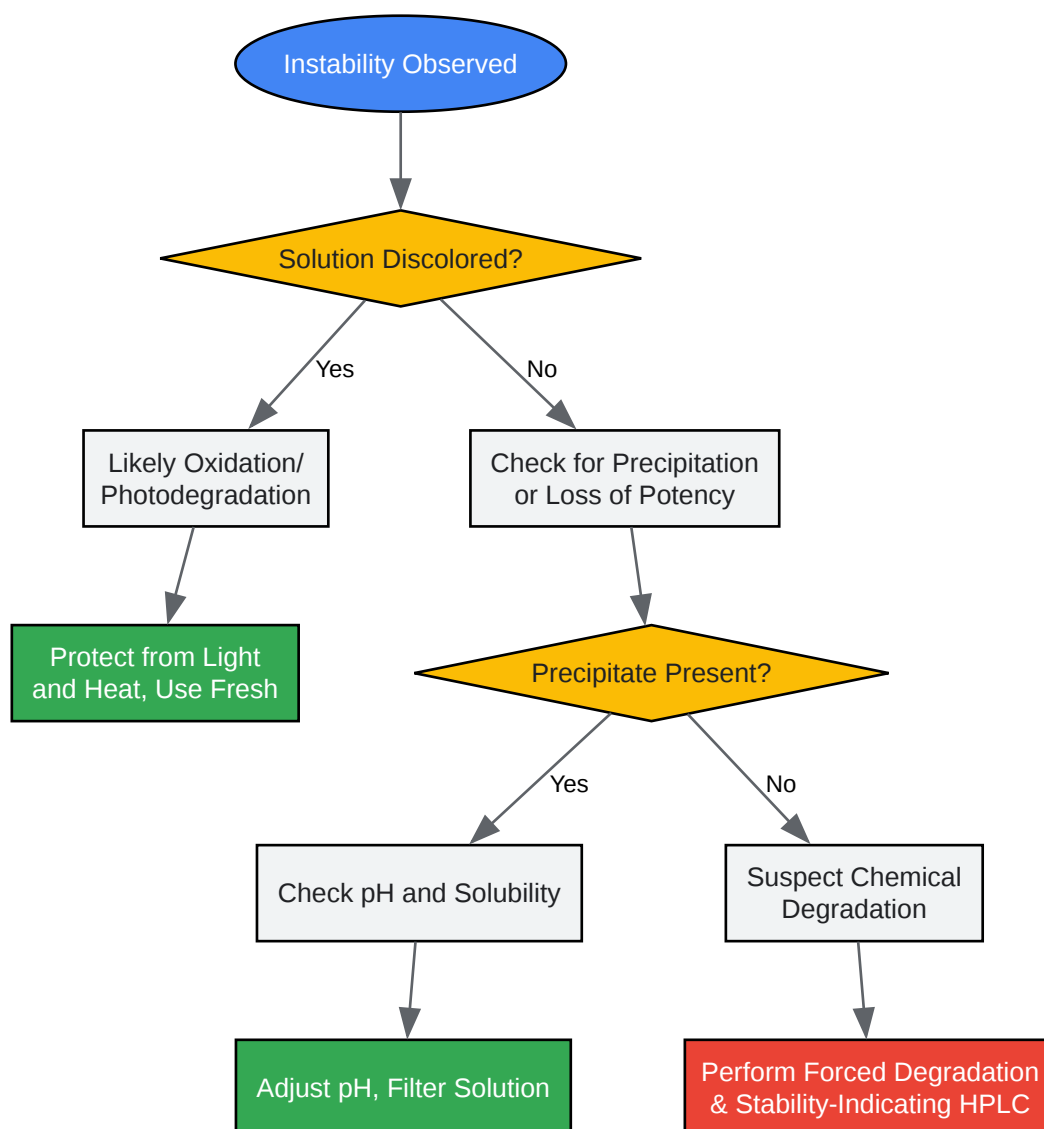 Instability Observed
Solution Discolored?
Yes
No
Likely Oxidation/
Photodegradation
Check for Precipitation
or Loss of Potency
Protect from Light
and Heat, Use Fresh
Precipitate Present?
Yes
No
Check pH and Solubility
Suspect Chemical
Degradation
Adjust pH, Filter Solution
Perform Forced Degradation
& Stability-Indicating HPLC